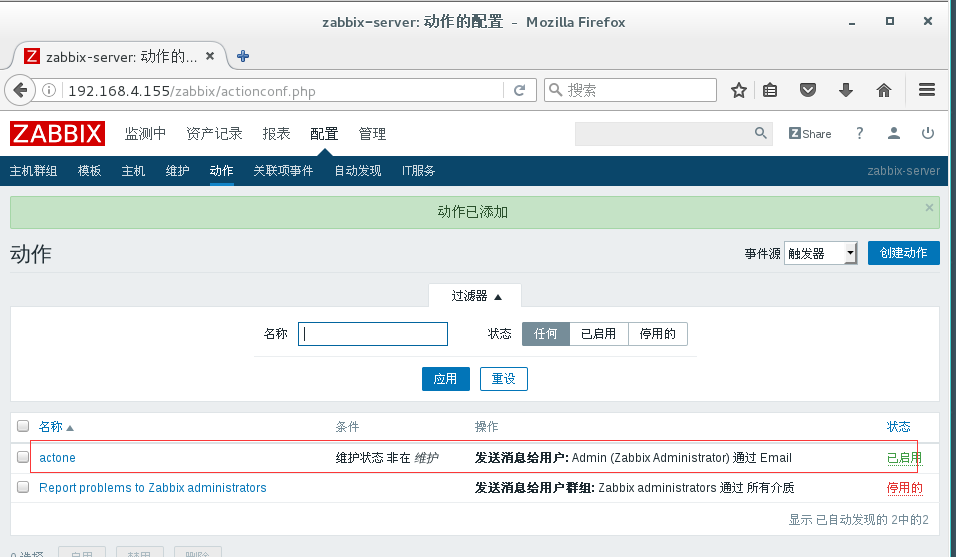 zabbix-server: 动作的配置 - Mozilla Firefox
Z zabbix-server: 动作的...
192.168.4.155/zabbix/actionconf.php 搜索
ZABBIX 监测中 资产记录 报表 配置 管理 Z Share ?
主机群组 模板 主机 维护 动作 关联项事件 自动发现 IT服务 zabbix-server
动作已添加
动作 事件源 触发器 创建动作
过滤器
名称 状态 任何 已启用 停用的
应用 重设
名称 条件 操作 状态
actone 维护状态 非在 维护 发送消息给用户: Admin (Zabbix Administrator) 通过 Email 已启用
Report problems to Zabbix administrators 发送消息给用户群组: Zabbix administrators 通过 所有介质 停用的
显示 已自动发现的 2中的2
0 选择 启用 禁用 删除